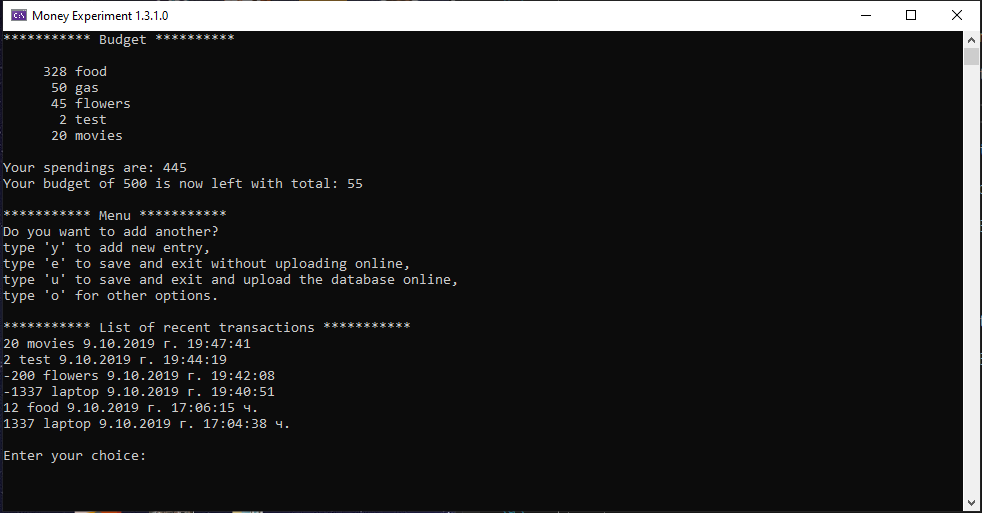 Money Experiment 1.3.1.0
*********** Budget **********
328 food
50 gas
45 flowers
2 test
20 movies
Your spendings are: 445
Your budget of 500 is now left with total: 55
*********** Menu ***********
Do you want to add another?
type 'y' to add new entry,
type 'e' to save and exit without uploading online,
type 'u' to save and exit and upload the database online,
type 'o' for other options.
*********** List of recent transactions ***********
20 movies 9.10.2019 г. 19:47:41
2 test 9.10.2019 г. 19:44:19
-200 flowers 9.10.2019 г. 19:42:08
-1337 laptop 9.10.2019 г. 19:40:51
12 food 9.10.2019 г. 17:06:15 ч.
1337 laptop 9.10.2019 г. 17:04:38 ч.
Enter your choice: